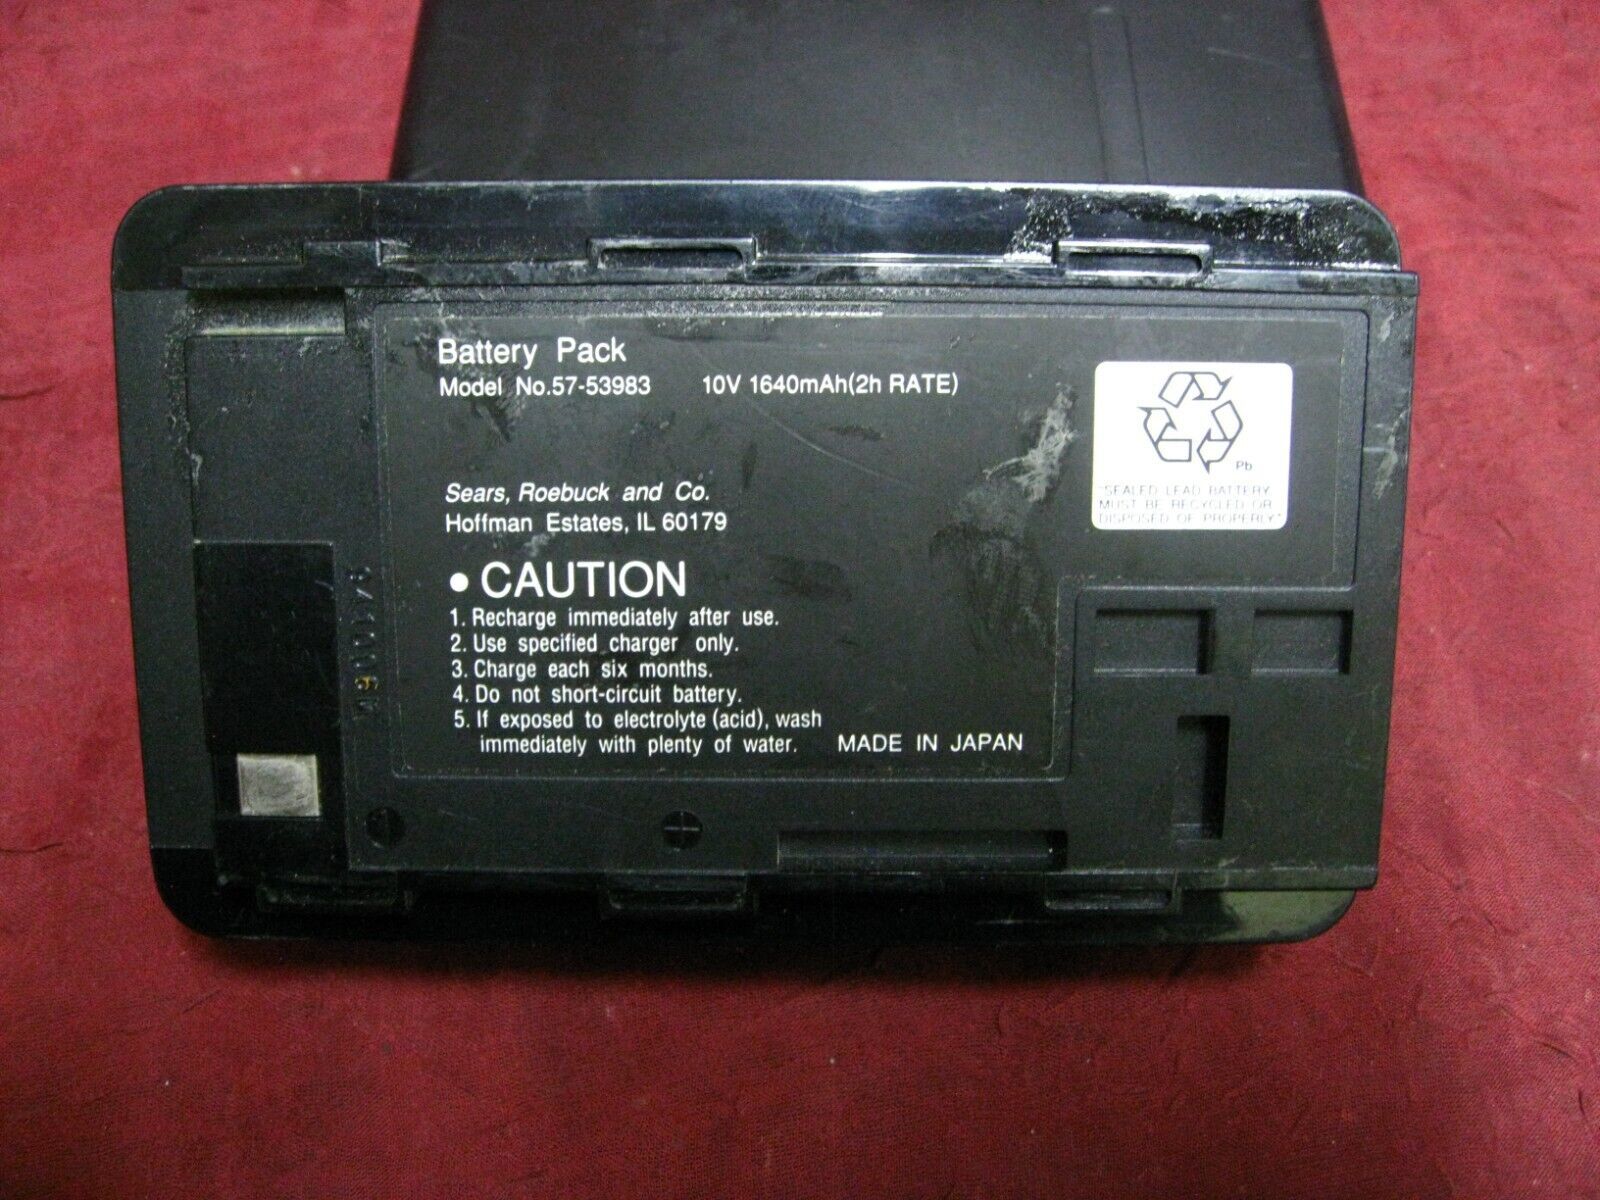 Battery Pack
Model No.57-53983 10V 1640mAh(2h RATE)
Pb
"SEALED LEAD BATTERY
MUST BE RECYCLED OR
DISPOSED OF PROPERLY"
Sears, Roebuck and Co.
Hoffman Estates, IL 60179
• CAUTION
1. Recharge immediately after use.
2. Use specified charger only.
3. Charge each six months.
4. Do not short-circuit battery.
5. If exposed to electrolyte (acid), wash
immediately with plenty of water. MADE IN JAPAN